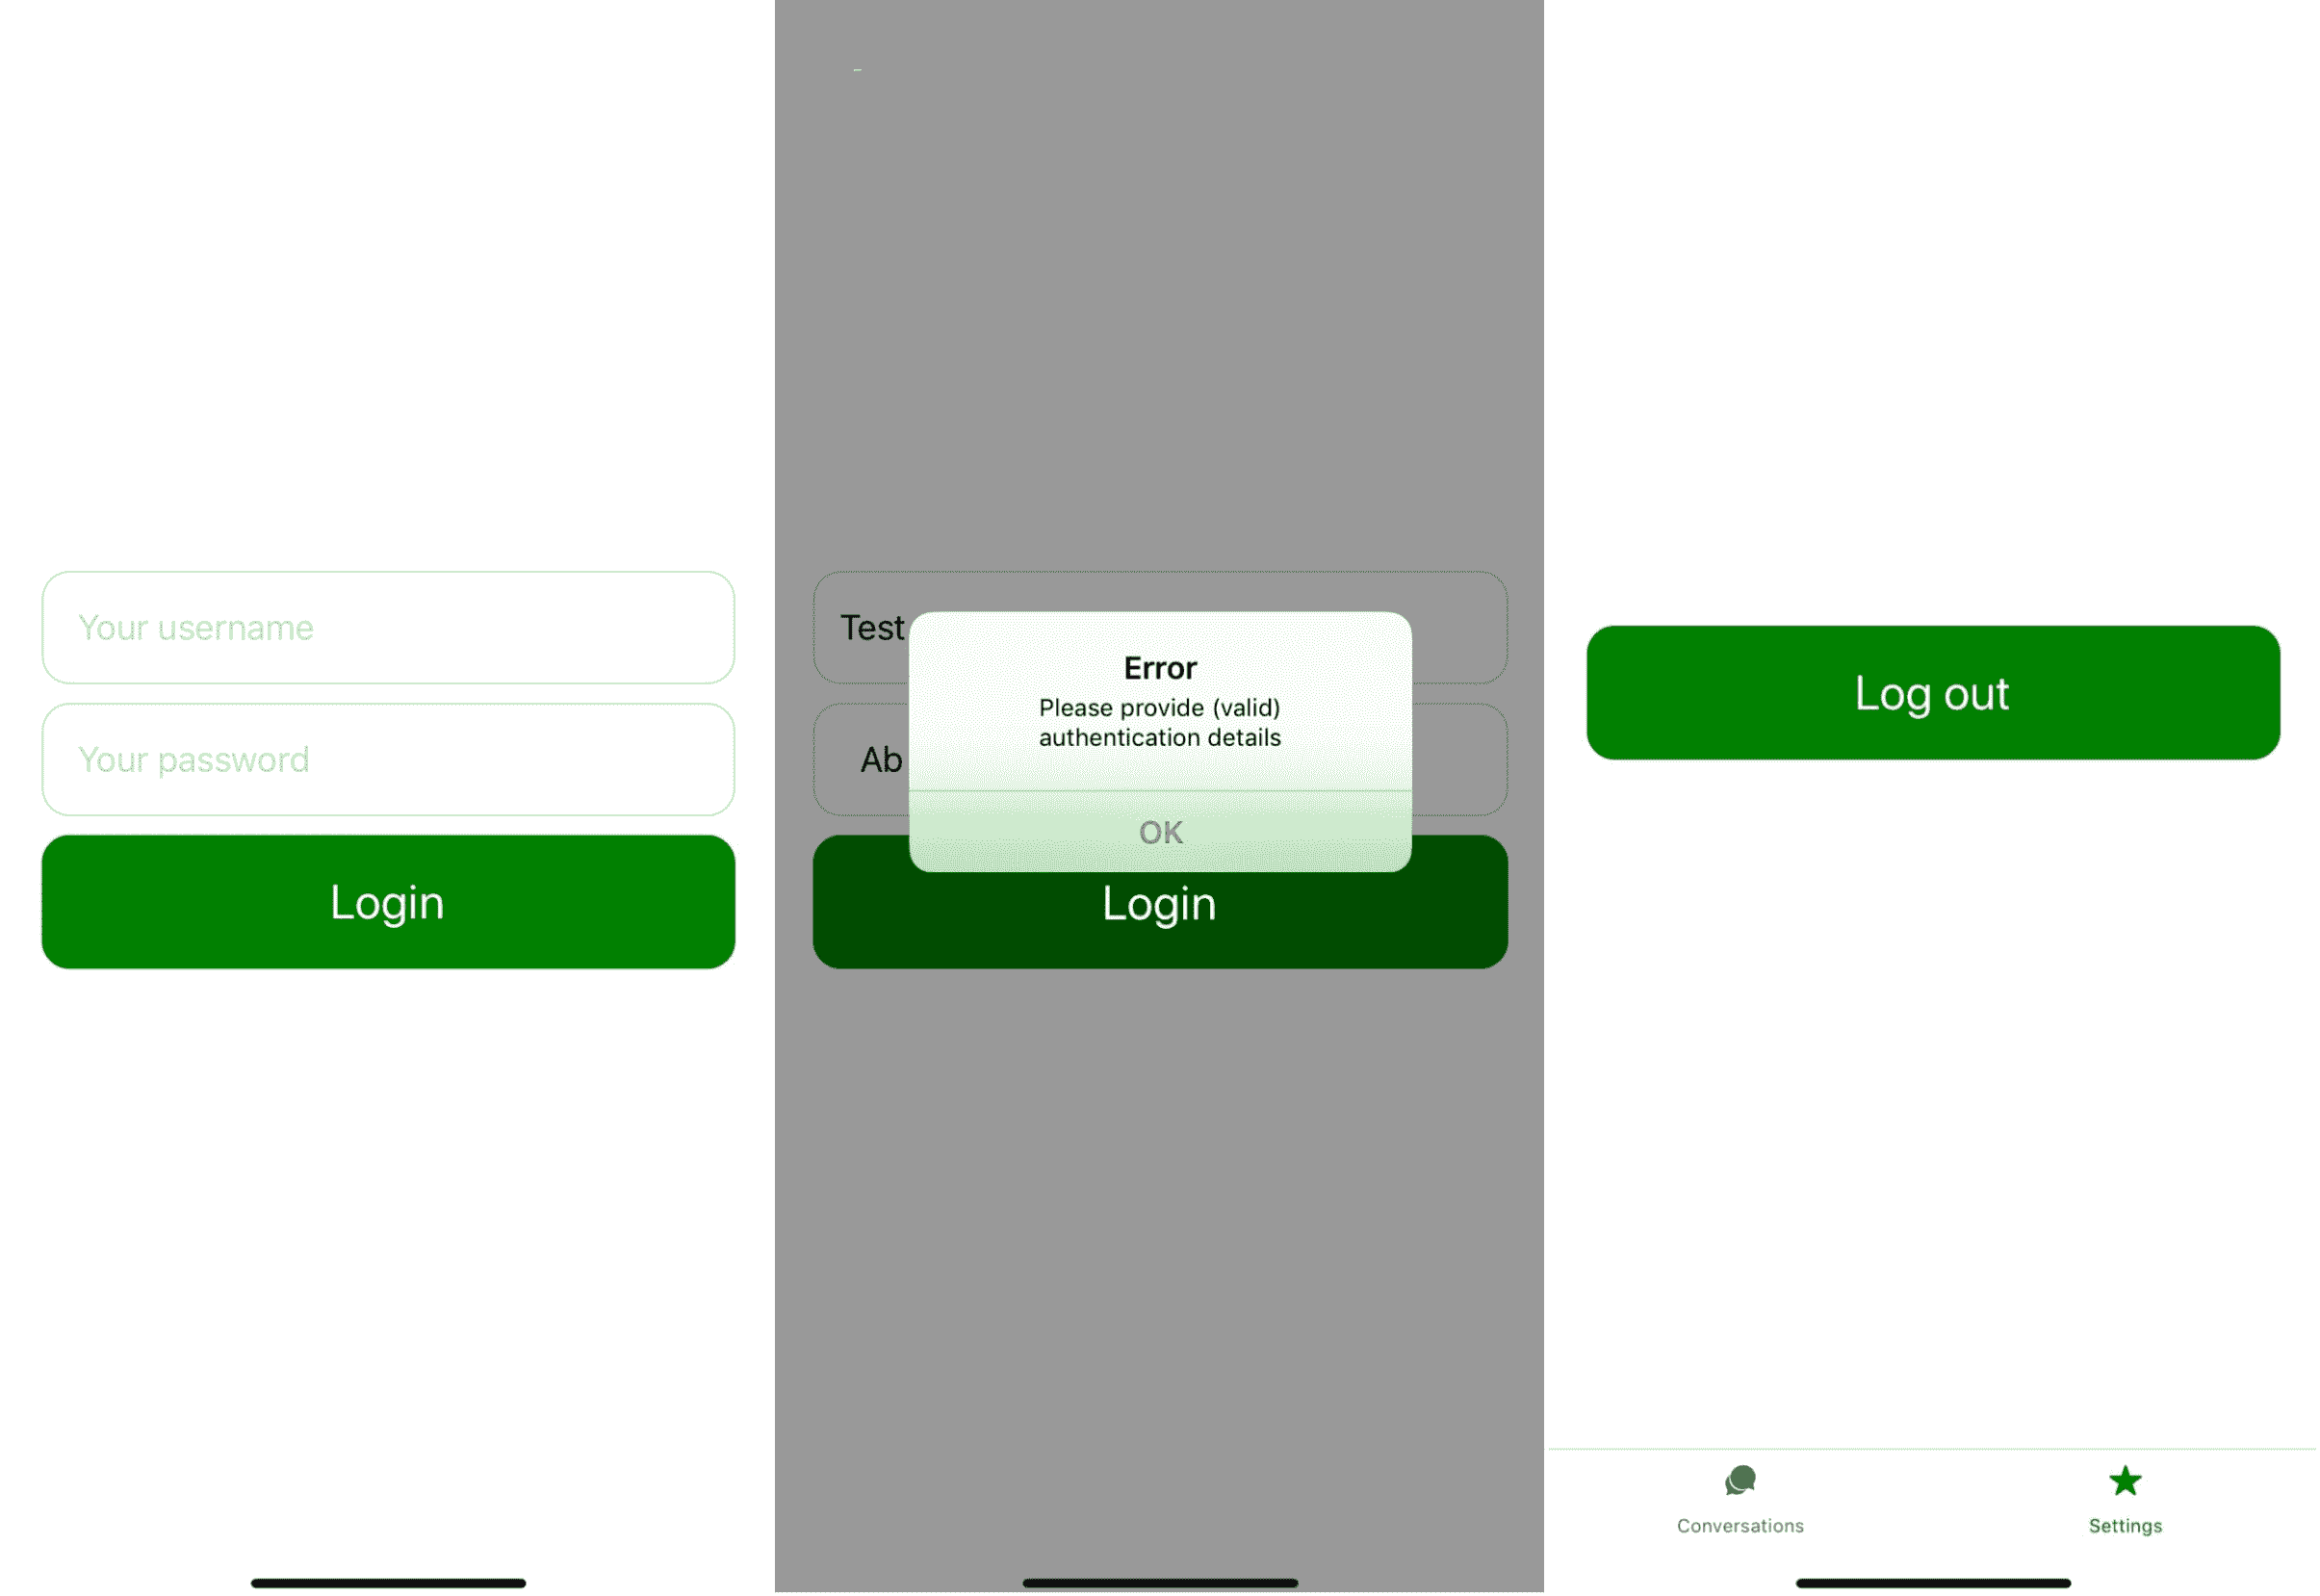 Your username
Your password
Login
Test
Error
Please provide (valid)
authentication details
Ab
OK
Login
Log out
Conversations
Settings